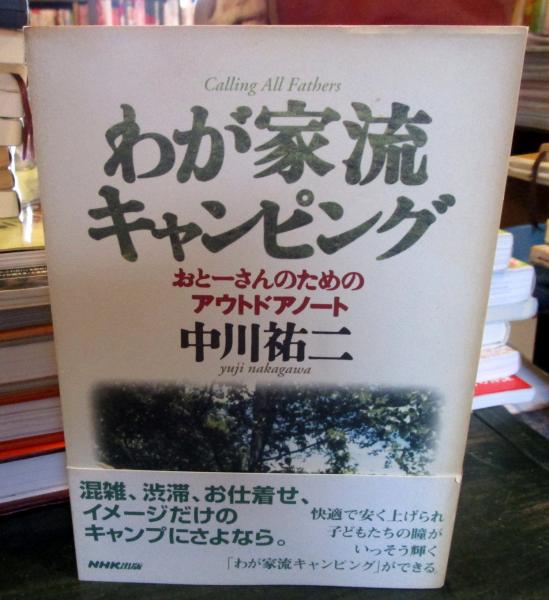 Calling All Fathers
わが家流
キャンピング
おとーさんのための
アウトドアノート
中川祐二
yuji nakagawa
混雑、渋滞、お仕着せ、
イメージだけの
キャンプにさよなら。
快適で安く上げられ
子どもたちの瞳が
いっそう輝く
「わが家流キャンピング」ができる
NHK出版